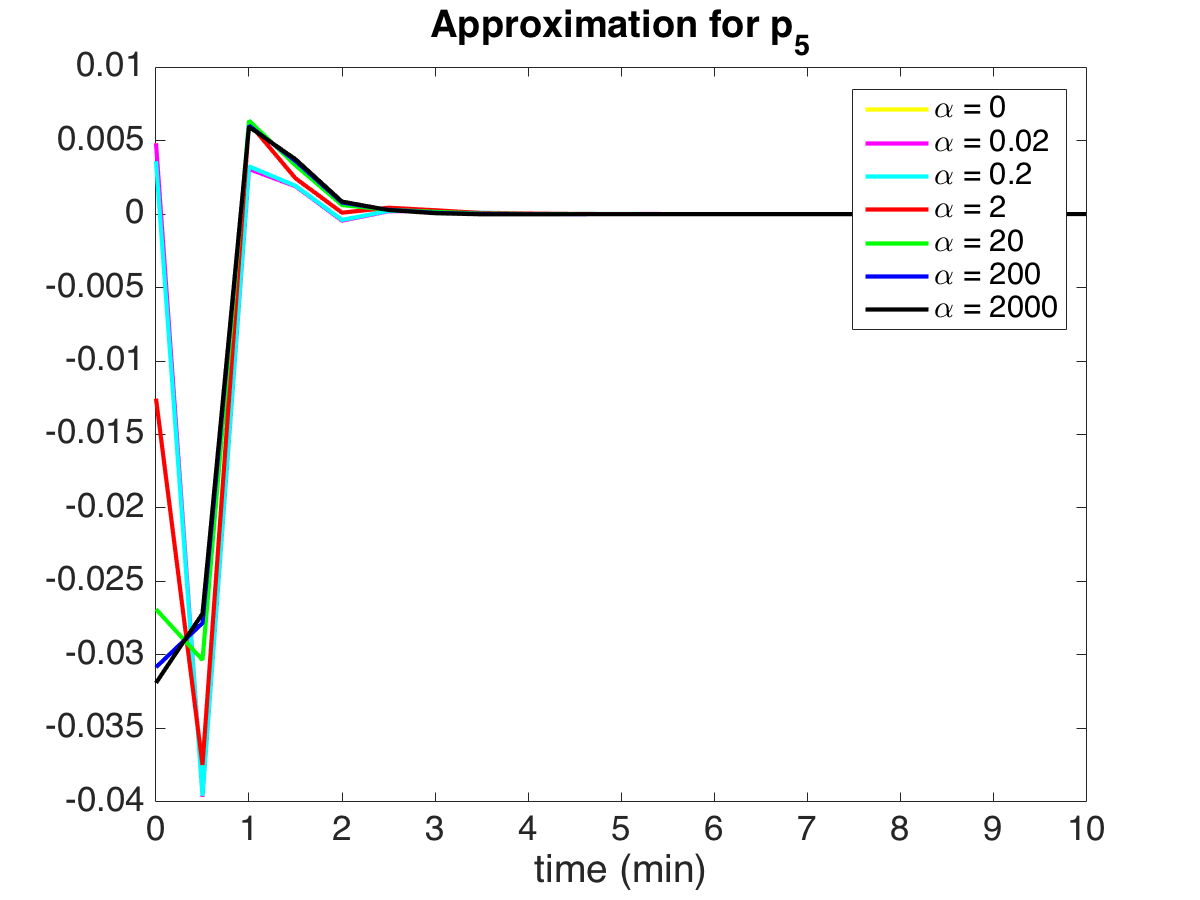 Approximation for p5
0.01
0.005
0
-0.005
-0.01
-0.015
-0.02
-0.025
-0.03
-0.035
-0.04
α = 0
α = 0.02
α = 0.2
α = 2
α = 20
α = 200
α = 2000
0 1 2 3 4 5 6 7 8 9 10
time (min)